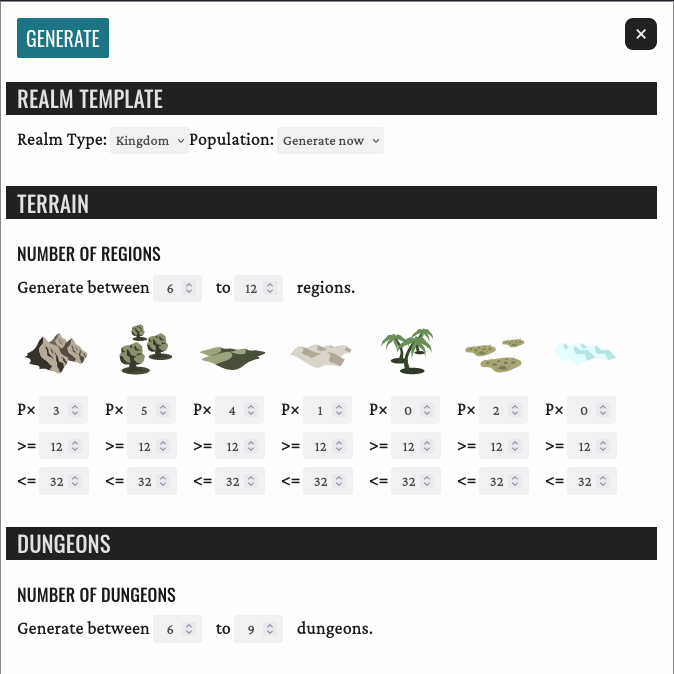 GENERATE
×
REALM TEMPLATE
Realm Type: Kingdom Population: Generate now
TERRAIN
NUMBER OF REGIONS
Generate between 6 to 12 regions.
P× 3 P× 5 P× 4 P× 1 P× 0 P× 2 P× 0
>= 12 >= 12 >= 12 >= 12 >= 12 >= 12 >= 12
<= 32 <= 32 <= 32 <= 32 <= 32 <= 32 <= 32
DUNGEONS
NUMBER OF DUNGEONS
Generate between 6 to 9 dungeons.